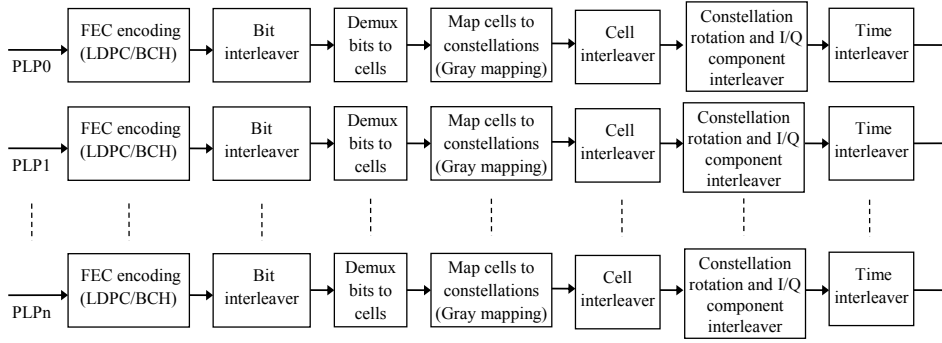 PLP0
FEC encoding
(LDPC/BCH)
Bit
interleaver
Demux
bits to
cells
Map cells to
constellations
(Gray mapping)
Cell
interleaver
Constellation
rotation and I/Q
component
interleaver
Time
interleaver
PLP1
FEC encoding
(LDPC/BCH)
Bit
interleaver
Demux
bits to
cells
Map cells to
constellations
(Gray mapping)
Cell
interleaver
Constellation
rotation and I/Q
component
interleaver
Time
interleaver
PLPn
FEC encoding
(LDPC/BCH)
Bit
interleaver
Demux
bits to
cells
Map cells to
constellations
(Gray mapping)
Cell
interleaver
Constellation
rotation and I/Q
component
interleaver
Time
interleaver